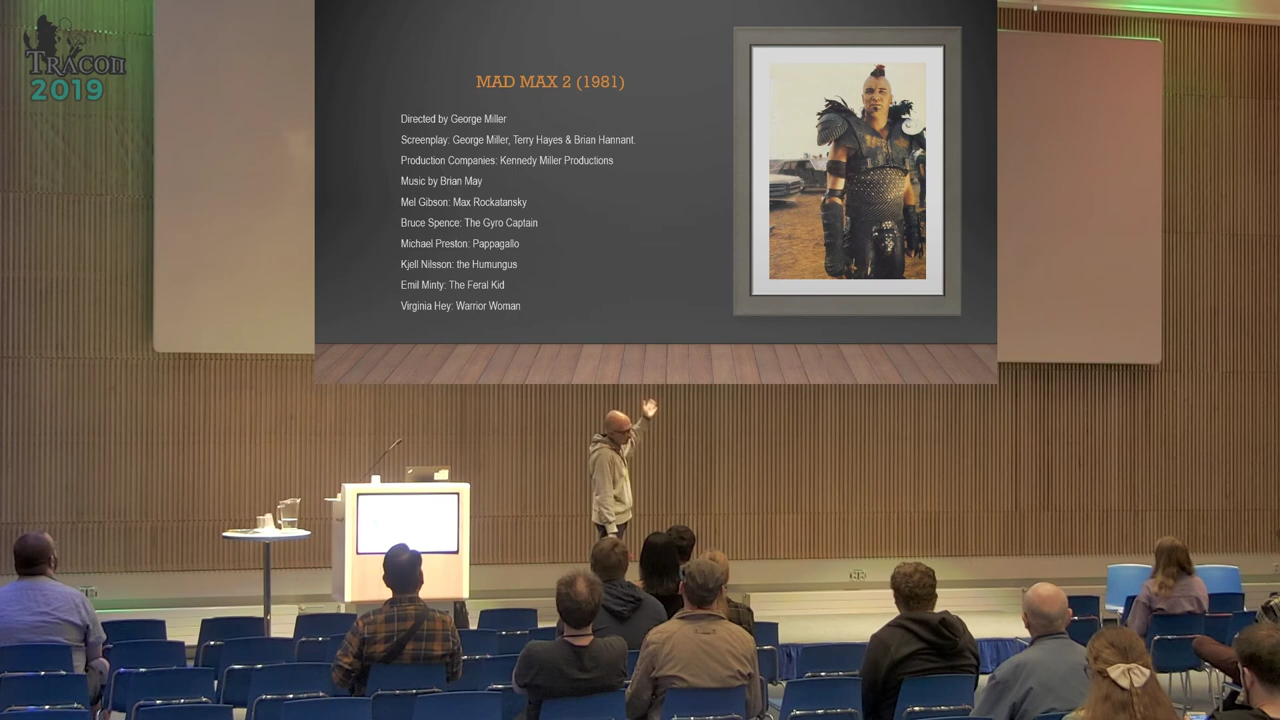 TRACON
2019
MAD MAX 2 (1981)
Directed by George Miller
Screenplay: George Miller, Terry Hayes & Brian Hannant.
Production Companies: Kennedy Miller Productions
Music by Brian May
Mel Gibson: Max Rockatansky
Bruce Spence: The Gyro Captain
Michael Preston: Pappagallo
Kjell Nilsson: the Humungus
Emil Minty: The Feral Kid
Virginia Hey: Warrior Woman